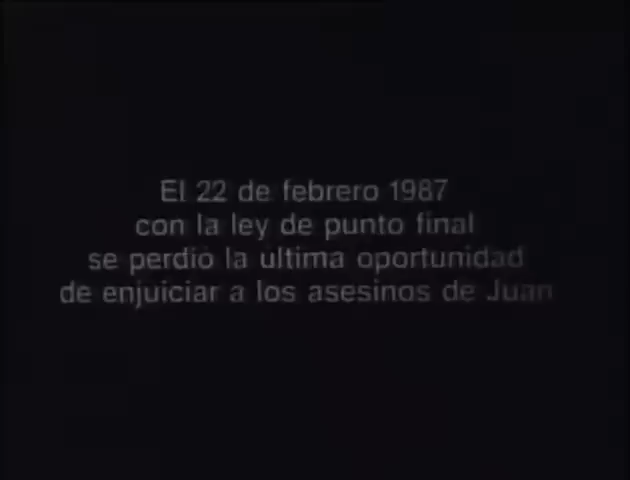 El 22 de febrero 1987
con la ley de punto final
se perdio la ultima oportunidad
de enjuiciar a los asesinos de Juan